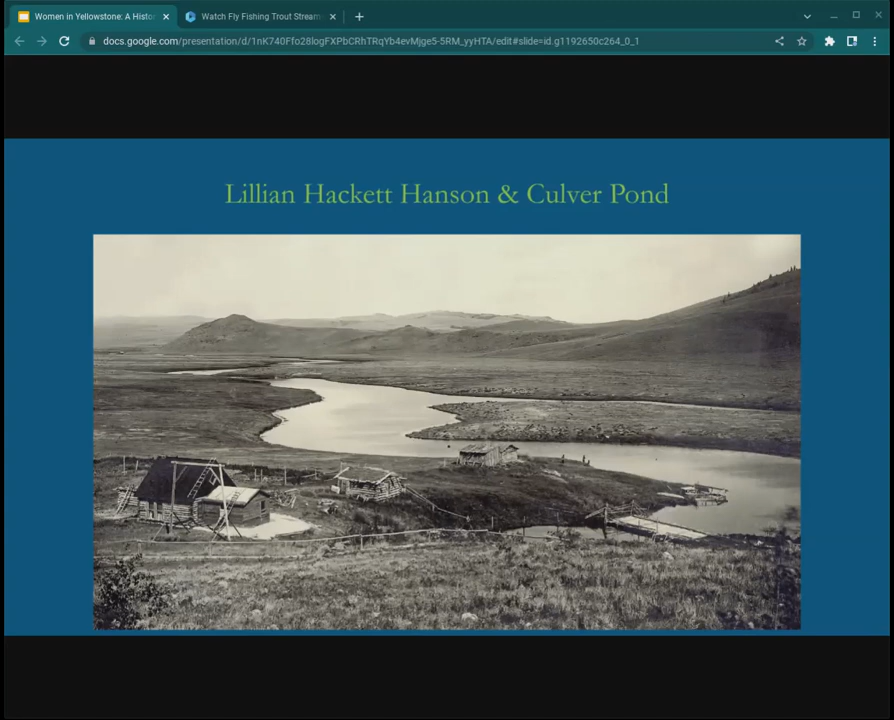 Women in Yellowstone: A Histor
Watch Fly Fishing Trout Stream
docs.google.com/presentation/d/1nK740Ffo28logFXPbCRhTRqYb4evMjge5-5RM_yyHTA/edit#slide=id.g1192650c264_0_1
Lillian Hackett Hanson & Culver Pond